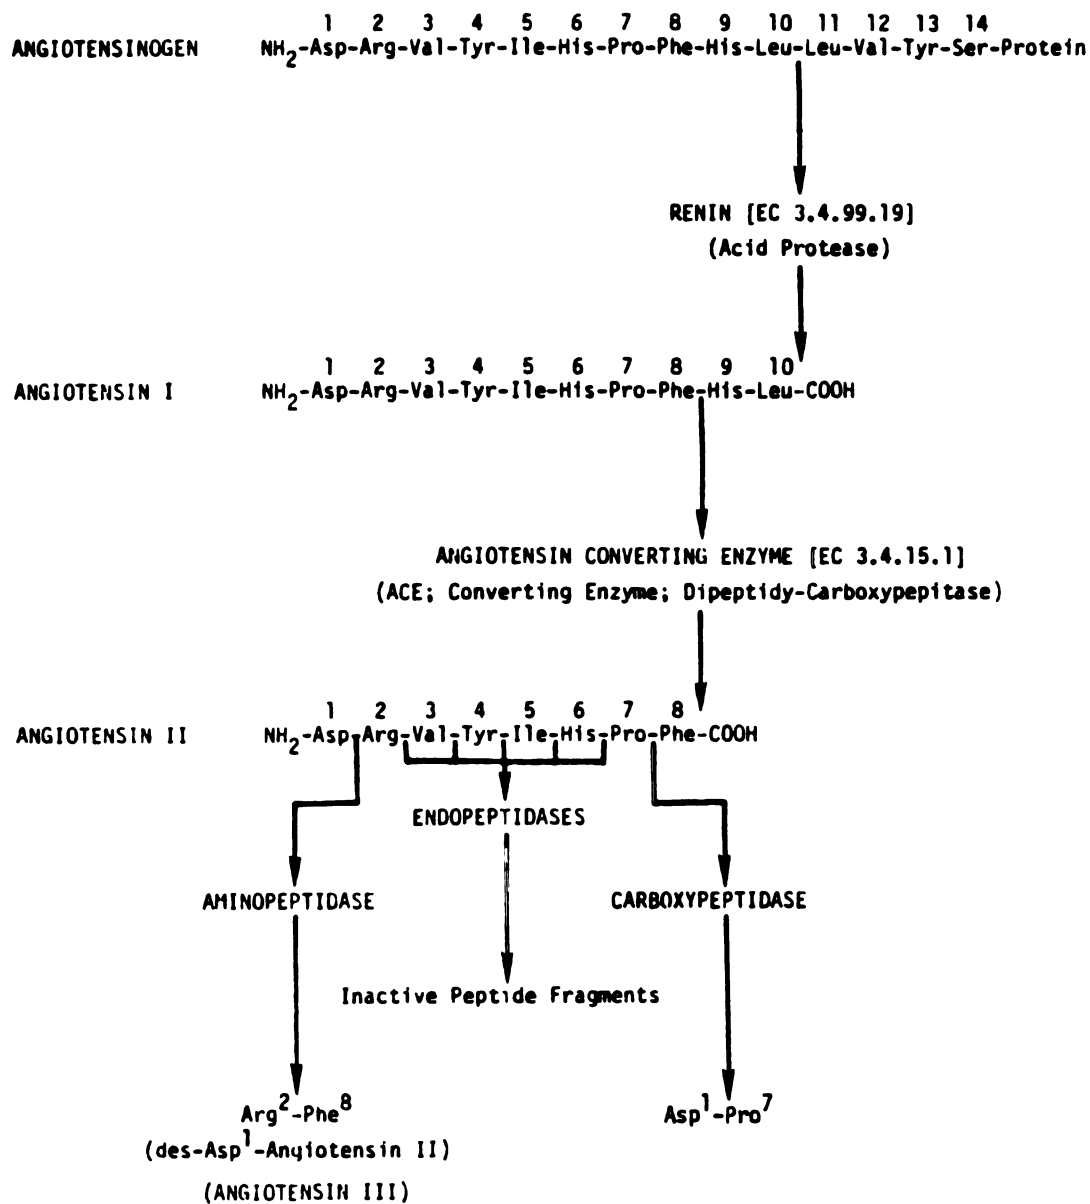 1 2 3 4 5 6 7 8 9 10 11 12 13 14
ANGIOTENSINOGEN NH2-Asp-Arg-Val-Tyr-Ile-His-Pro-Phe-His-Leu-Leu-Val-Tyr-Ser-Protein
RENIN [EC 3.4.99.19]
(Acid Protease)
1 2 3 4 5 6 7 8 9 10
ANGIOTENSIN I NH2-Asp-Arg-Val-Tyr-Ile-His-Pro-Phe-His-Leu-COOH
ANGIOTENSIN CONVERTING ENZYME [EC 3.4.15.1]
(ACE; Converting Enzyme; Dipeptidy-Carboxypepitase)
1 2 3 4 5 6 7 8
ANGIOTENSIN II NH2-Asp-Arg-Val-Tyr-Ile-His-Pro-Phe-COOH
ENDOPEPTIDASES
AMINOPEPTIDASE CARBOXYPEPTIDASE
Inactive Peptide Fragments
Arg2-Phe8 Asp1-Pro7
(des-Asp1-Angiotensin II)
(ANGIOTENSIN III)